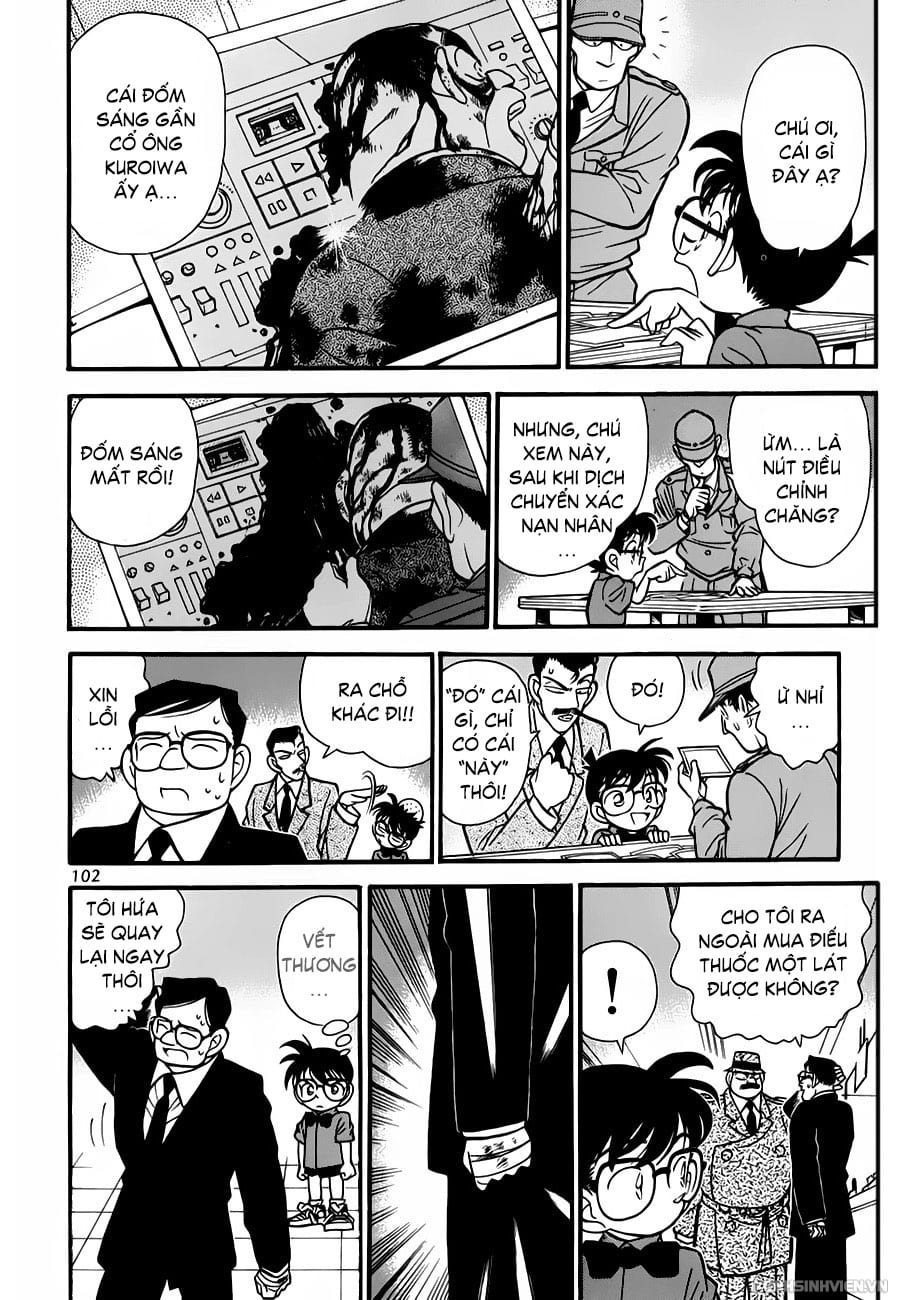 CHÚ ƠI,
CÁI GÌ
ĐÂY Ạ?
CÁI ĐỐM
SÁNG GẦN
CỔ ÔNG
KUROIWA
ẤY Ạ...
ỪM... LÀ
NÚT ĐIỀU
CHỈNH
CHĂNG?
NHƯNG, CHÚ
XEM NÀY,
SAU KHI DỊCH
CHUYỂN XÁC
NẠN NHÂN
...
ĐỐM SÁNG
MẤT RỒI!
Ừ NHỈ
ĐÓ!
"ĐÓ" CÁI
GÌ, CHỈ
CÓ CÁI
"NÀY"
THÔI!
RA CHỖ
KHÁC ĐI!!
XIN
LỖI
...
102
CHO TÔI RA
NGOÀI MUA ĐIẾU
THUỐC MỘT LÁT
ĐƯỢC KHÔNG?
!
VẾT
THƯƠNG
...
TÔI HỨA
SẼ QUAY
LẠI NGAY
THÔI
...